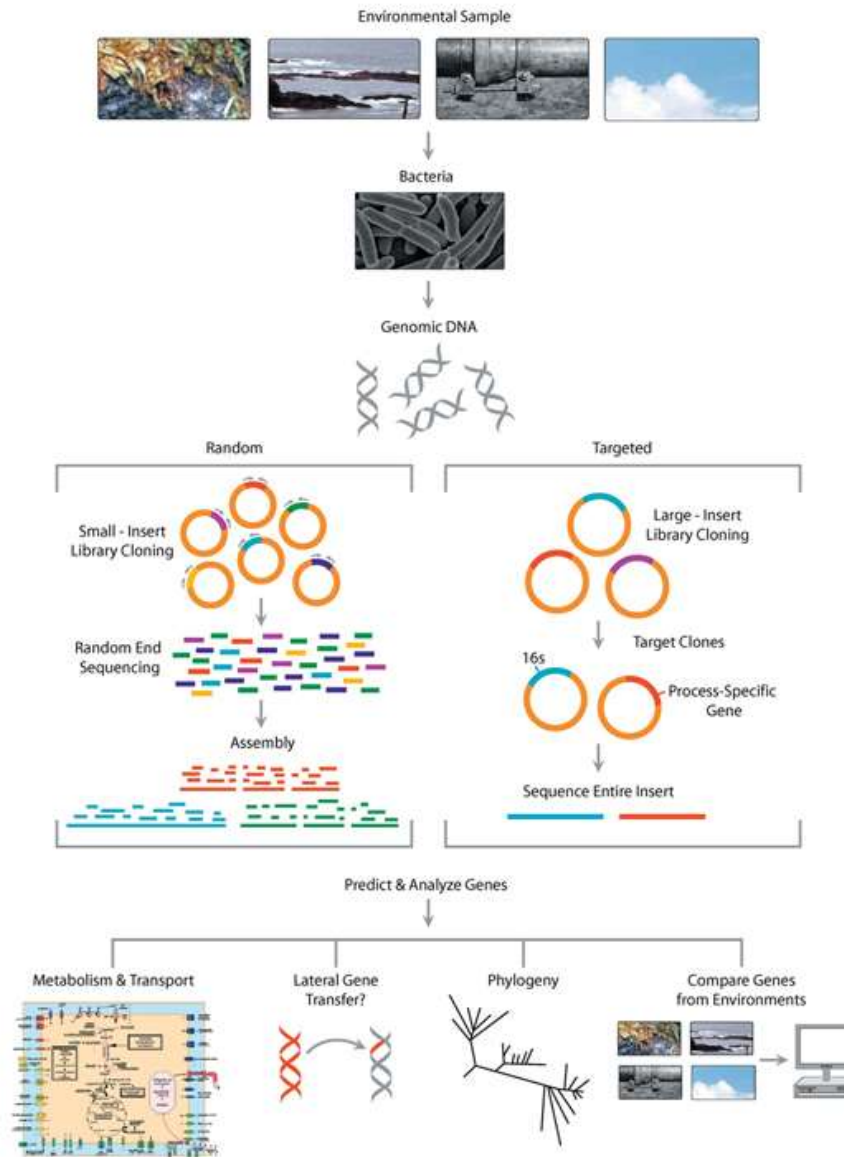 Environmental Sample
Bacteria
Genomic DNA
Random
Small - Insert
Library Cloning
Random End
Sequencing
Assembly
Targeted
Large - Insert
Library Cloning
Target Clones
16s
Process-Specific
Gene
Sequence Entire Insert
Predict & Analyze Genes
Metabolism & Transport
Lateral Gene
Transfer?
Phylogeny
Compare Genes
from Environments